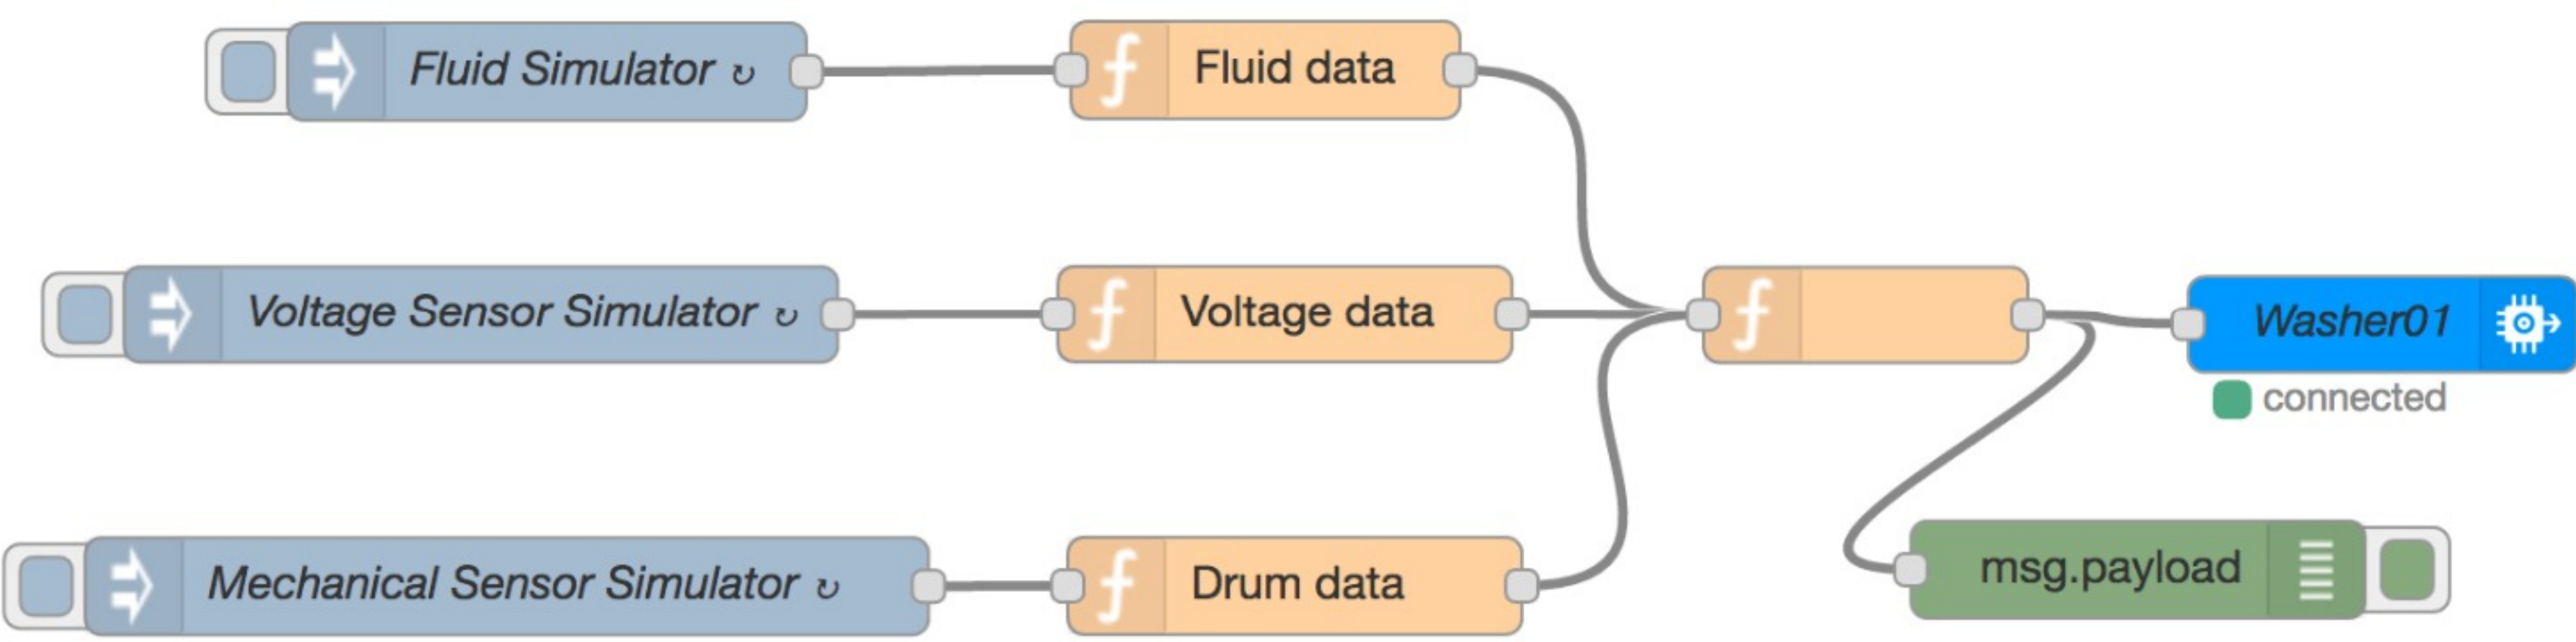 Fluid Simulator ↻
Fluid data
Voltage Sensor Simulator ↻
Voltage data
Washer01
connected
Mechanical Sensor Simulator ↻
Drum data
msg.payload